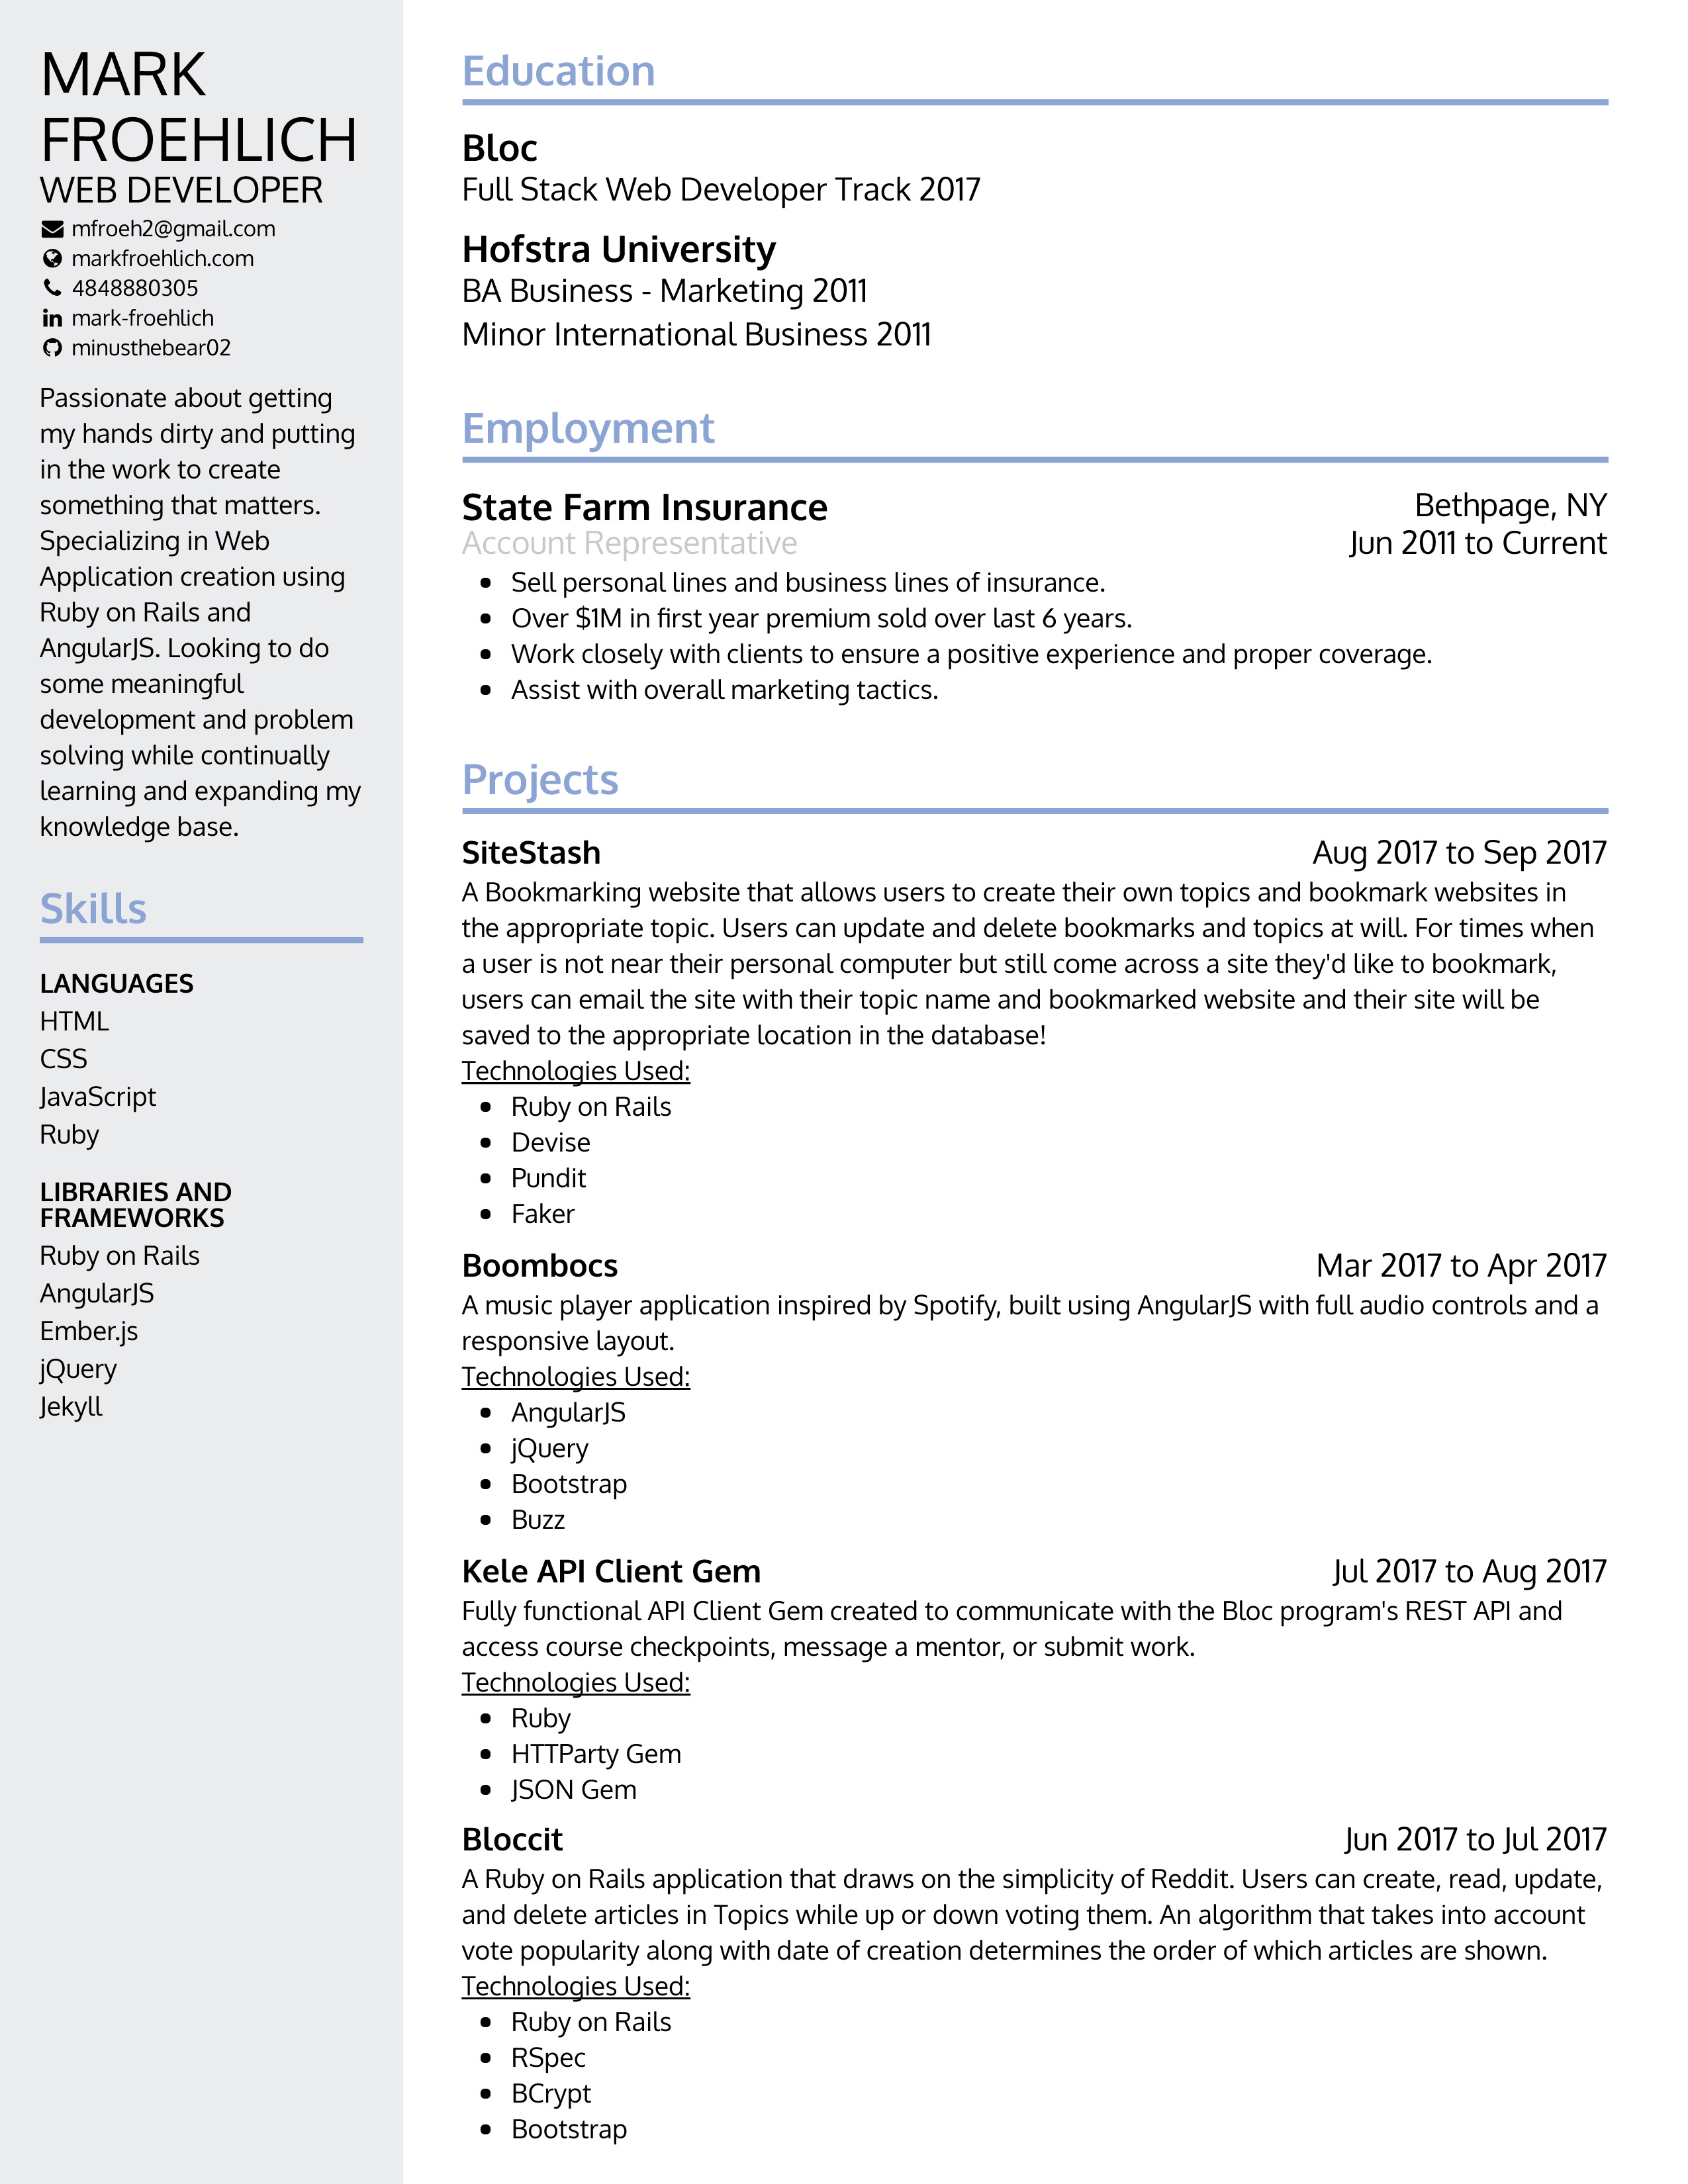 MARK
FROEHLICH
WEB DEVELOPER
mfroeh2@gmail.com
markfroehlich.com
4848880305
mark-froehlich
minusthebear02
Passionate about getting
my hands dirty and putting
in the work to create
something that matters.
Specializing in Web
Application creation using
Ruby on Rails and
AngularJS. Looking to do
some meaningful
development and problem
solving while continually
learning and expanding my
knowledge base.
Skills
LANGUAGES
HTML
CSS
JavaScript
Ruby
LIBRARIES AND
FRAMEWORKS
Ruby on Rails
AngularJS
Ember.js
jQuery
Jekyll
Education
Bloc
Full Stack Web Developer Track 2017
Hofstra University
BA Business - Marketing 2011
Minor International Business 2011
Employment
State Farm Insurance Bethpage, NY
Account Representative Jun 2011 to Current
• Sell personal lines and business lines of insurance.
• Over $1M in first year premium sold over last 6 years.
• Work closely with clients to ensure a positive experience and proper coverage.
• Assist with overall marketing tactics.
Projects
SiteStash Aug 2017 to Sep 2017
A Bookmarking website that allows users to create their own topics and bookmark websites in
the appropriate topic. Users can update and delete bookmarks and topics at will. For times when
a user is not near their personal computer but still come across a site they'd like to bookmark,
users can email the site with their topic name and bookmarked website and their site will be
saved to the appropriate location in the database!
Technologies Used:
• Ruby on Rails
• Devise
• Pundit
• Faker
Boombocs Mar 2017 to Apr 2017
A music player application inspired by Spotify, built using AngularJS with full audio controls and a
responsive layout.
Technologies Used:
• AngularJS
• jQuery
• Bootstrap
• Buzz
Kele API Client Gem Jul 2017 to Aug 2017
Fully functional API Client Gem created to communicate with the Bloc program's REST API and
access course checkpoints, message a mentor, or submit work.
Technologies Used:
• Ruby
• HTTParty Gem
• JSON Gem
Bloccit Jun 2017 to Jul 2017
A Ruby on Rails application that draws on the simplicity of Reddit. Users can create, read, update,
and delete articles in Topics while up or down voting them. An algorithm that takes into account
vote popularity along with date of creation determines the order of which articles are shown.
Technologies Used:
• Ruby on Rails
• RSpec
• BCrypt
• Bootstrap